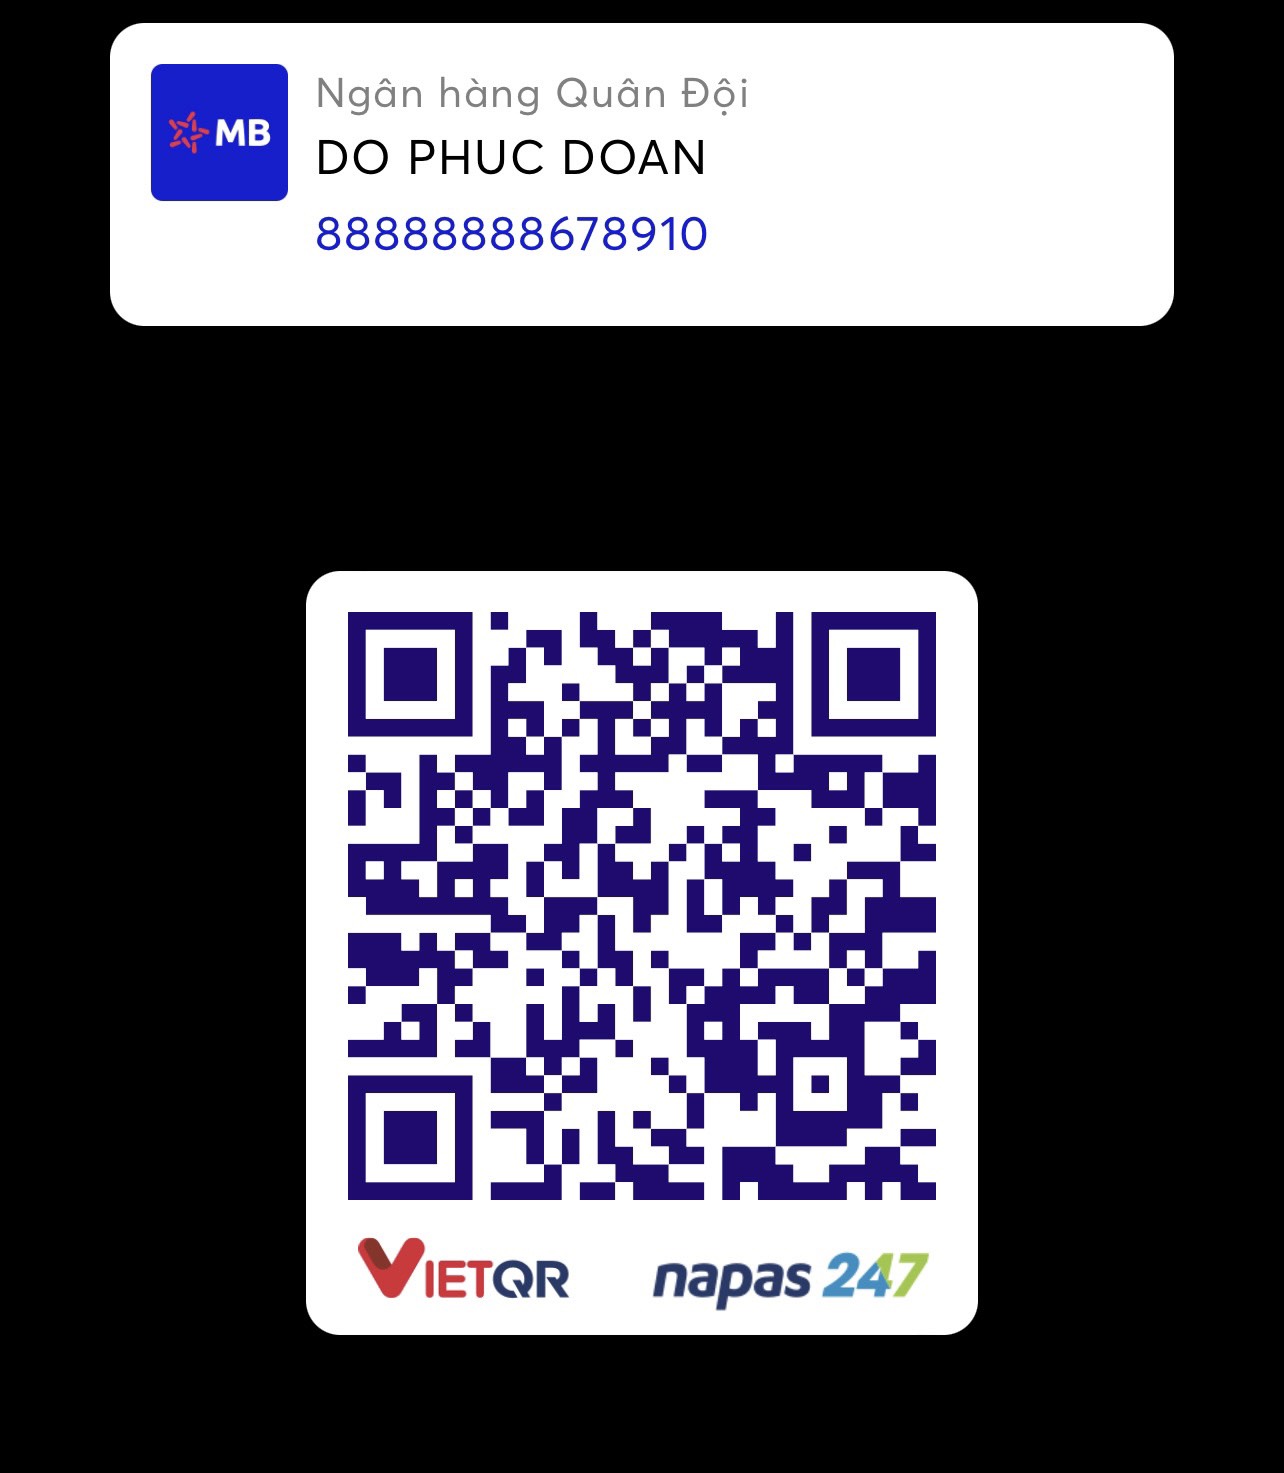 MB
Ngân hàng Quân Đội
DO PHUC DOAN
88888888678910
VIETQR
napas 247